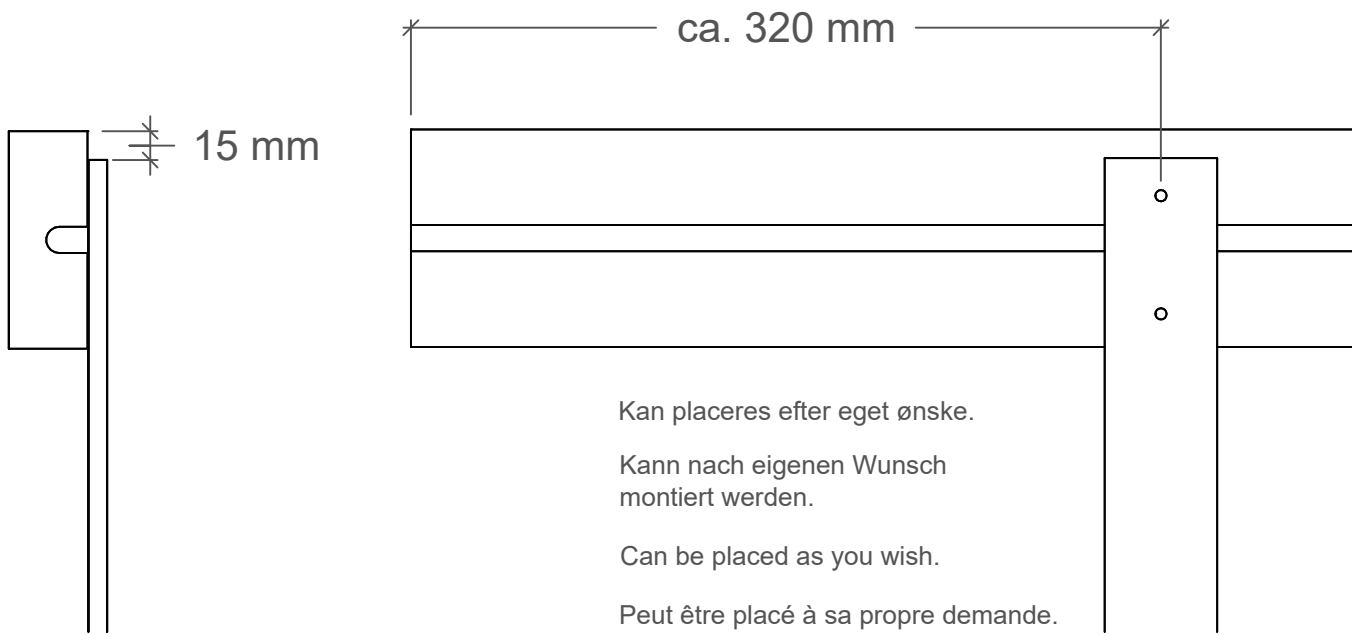 ca. 320 mm
15 mm
Kan placeres efter eget ønske.
Kann nach eigenen Wunsch
montiert werden.
Can be placed as you wish.
Peut être placé à sa propre demande.